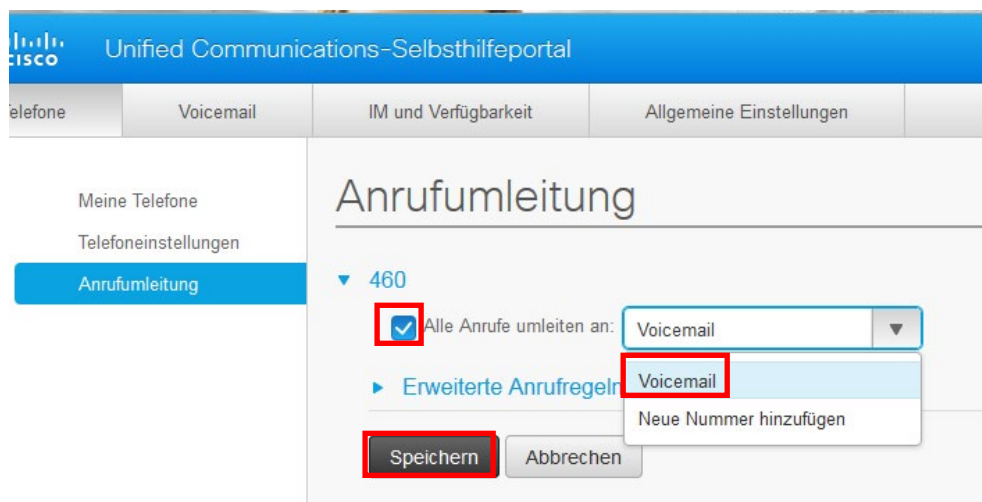 cisco Unified Communications-Selbsthilfeportal
elefone Voicemail IM und Verfügbarkeit Allgemeine Einstellungen
Meine Telefone
Telefoneinstellungen
Anrufumleitung
Anrufumleitung
460
Alle Anrufe umleiten an: Voicemail
Voicemail
Neue Nummer hinzufügen
Erweiterte Anrufregeln
Speichern Abbrechen